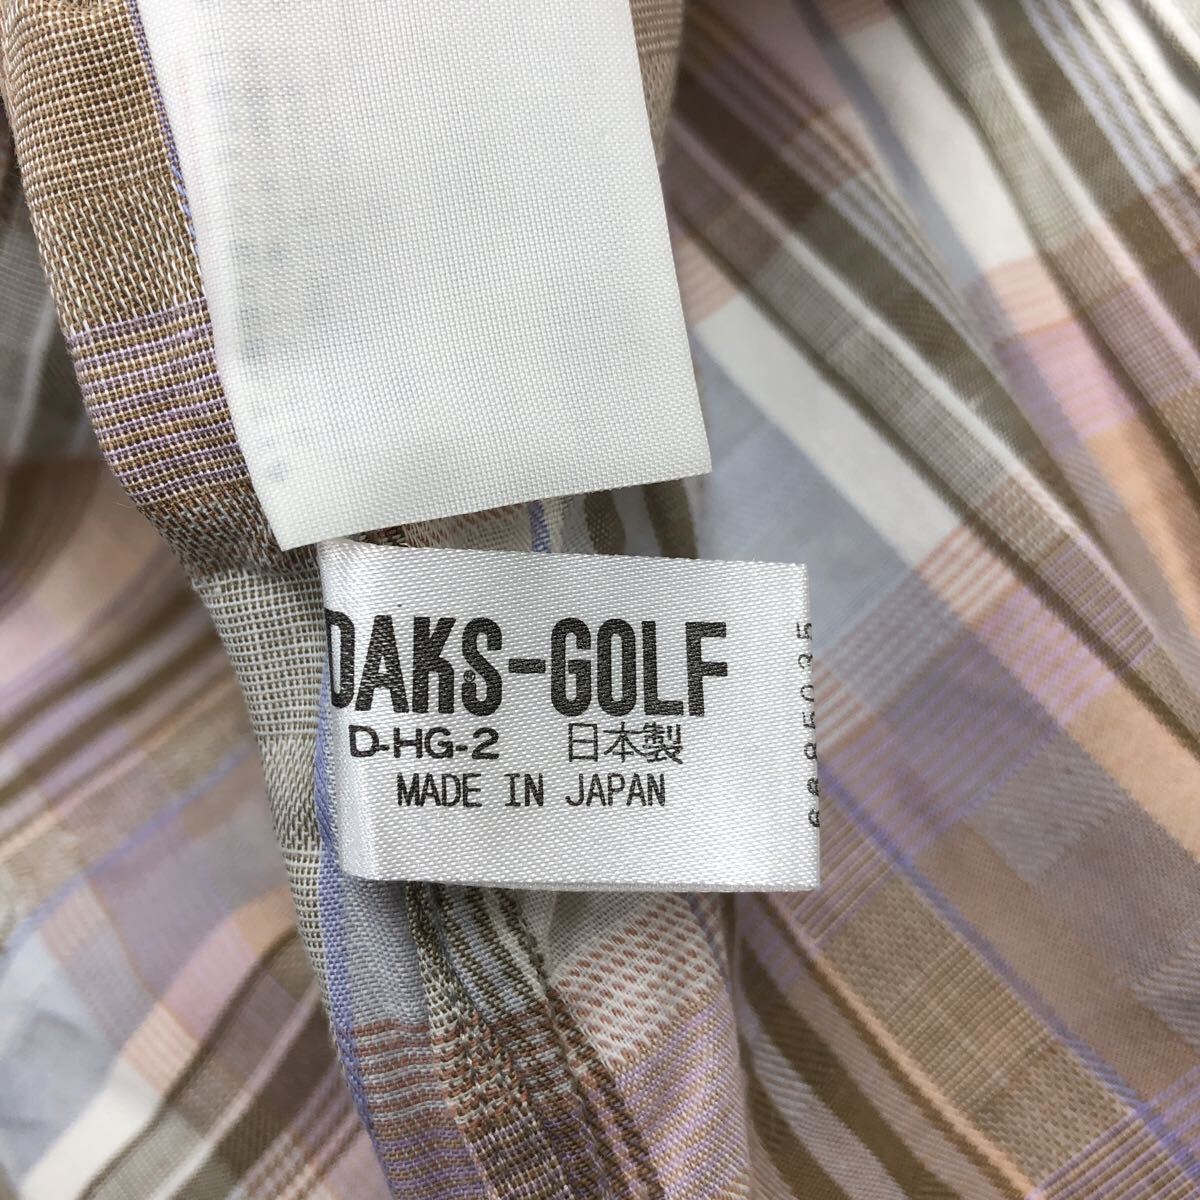 DAKS-GOLF
D-HG-2 日本製
MADE IN JAPAN